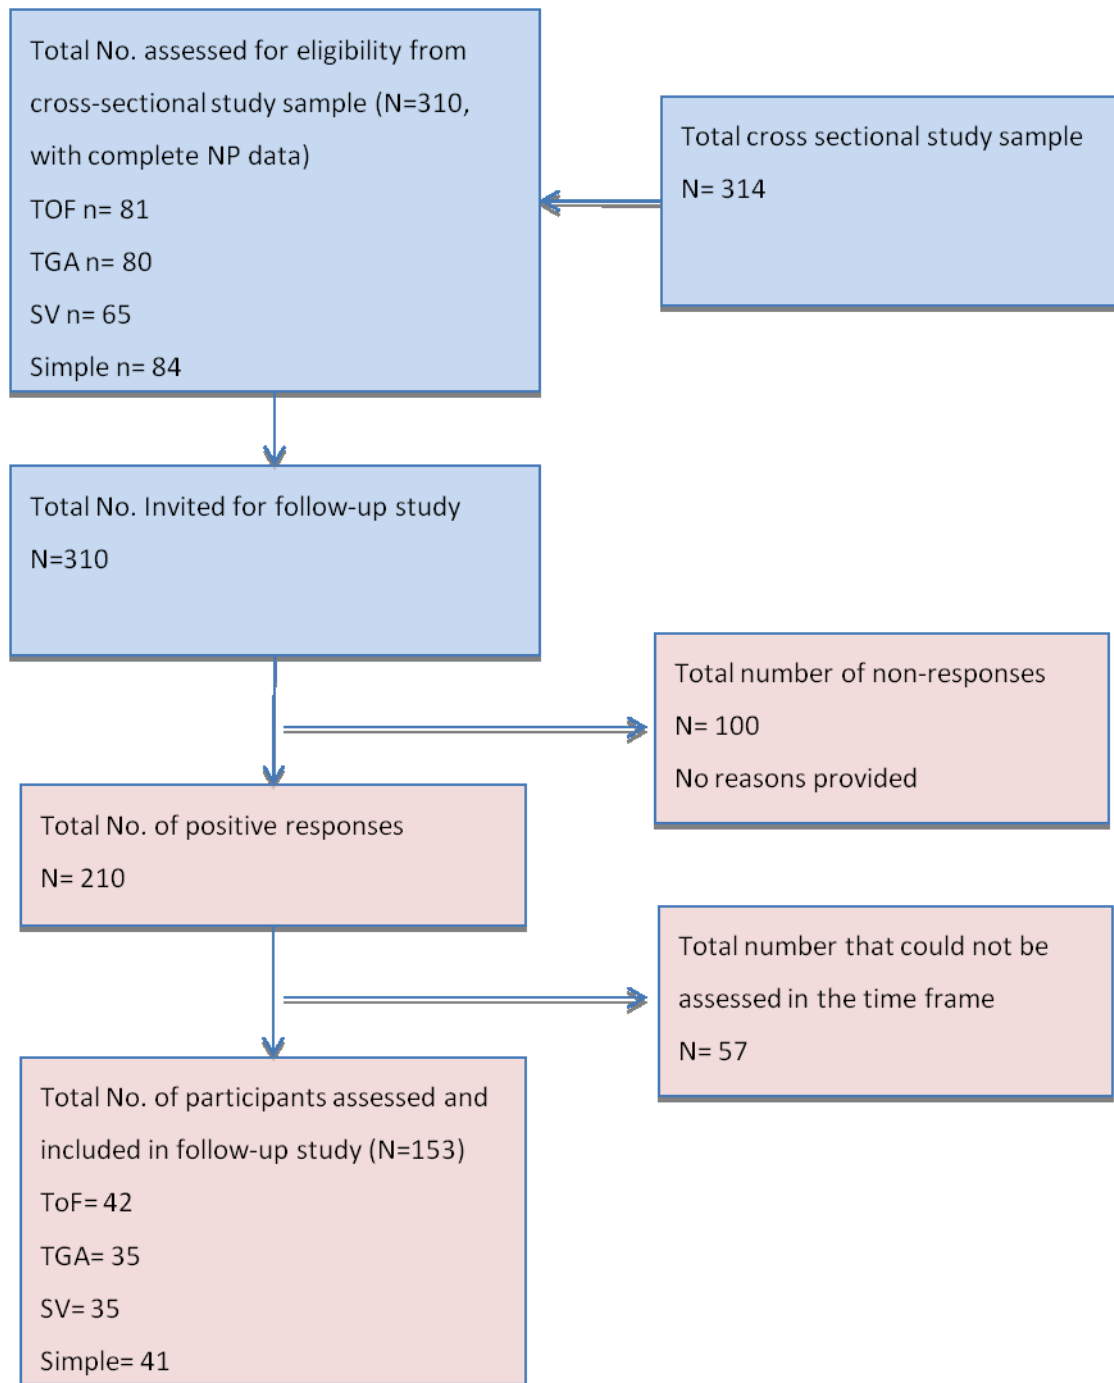 Total No. assessed for eligibility from
cross-sectional study sample (N=310,
with complete NP data)
TOF n= 81
TGA n= 80
SV n= 65
Simple n= 84
Total cross sectional study sample
N= 314
Total No. Invited for follow-up study
N=310
Total number of non-responses
N= 100
No reasons provided
Total No. of positive responses
N= 210
Total number that could not be
assessed in the time frame
N= 57
Total No. of participants assessed and
included in follow-up study (N=153)
ToF= 42
TGA= 35
SV= 35
Simple= 41